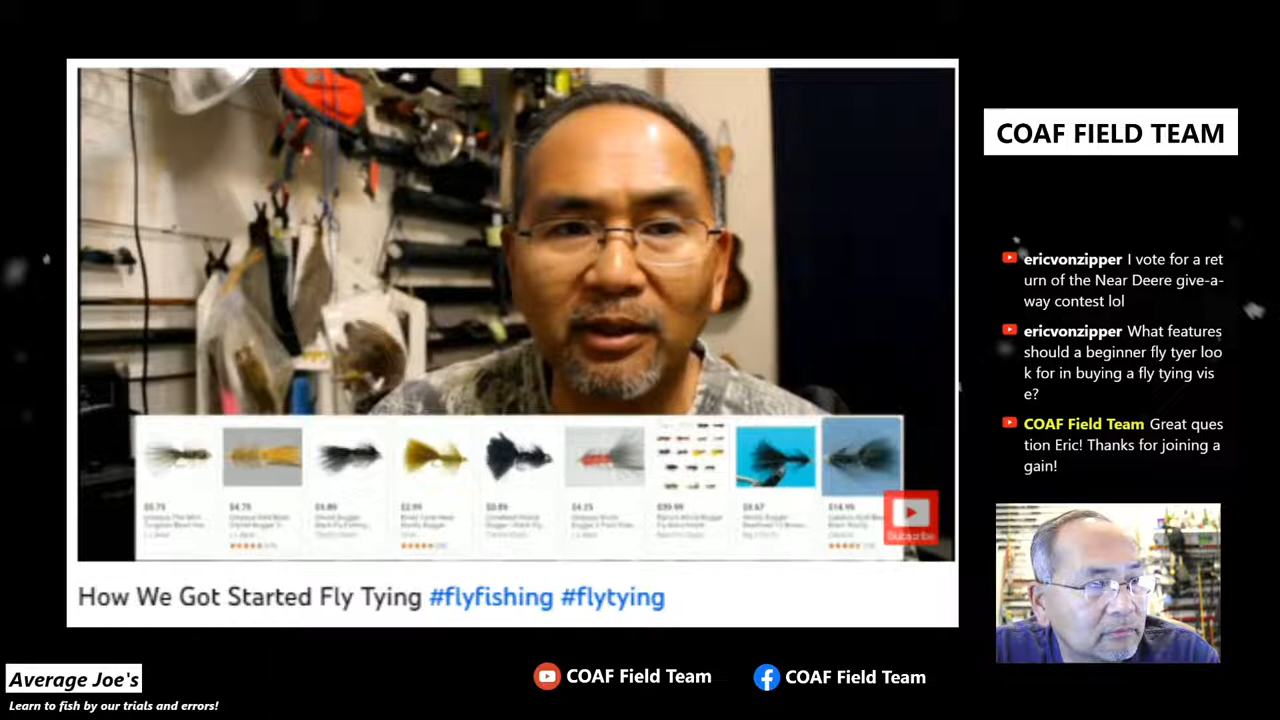 COAF FIELD TEAM
ericvonzipper I vote for a ret
urn of the Near Deere give-a-
way contest lol
ericvonzipper What features
should a beginner fly tyer loo
k for in buying a fly tying vis
e?
COAF Field Team Great ques
tion Eric! Thanks for joining a
gain!
Subscribe
How We Got Started Fly Tying #flyfishing #flytying
Average Joe's
Learn to fish by our trials and errors!
COAF Field Team
COAF Field Team